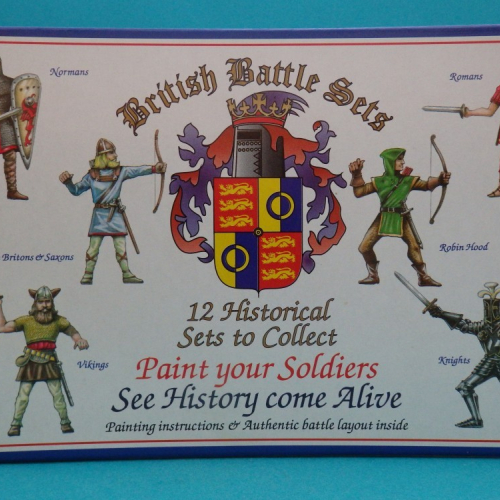 British Battle Sets
Normans
Romans
Britons & Saxons
Robin Hood
Vikings
Knights
12 Historical
Sets to Collect
Paint your Soldiers
See History come Alive
Painting instructions & Authentic battle layout inside